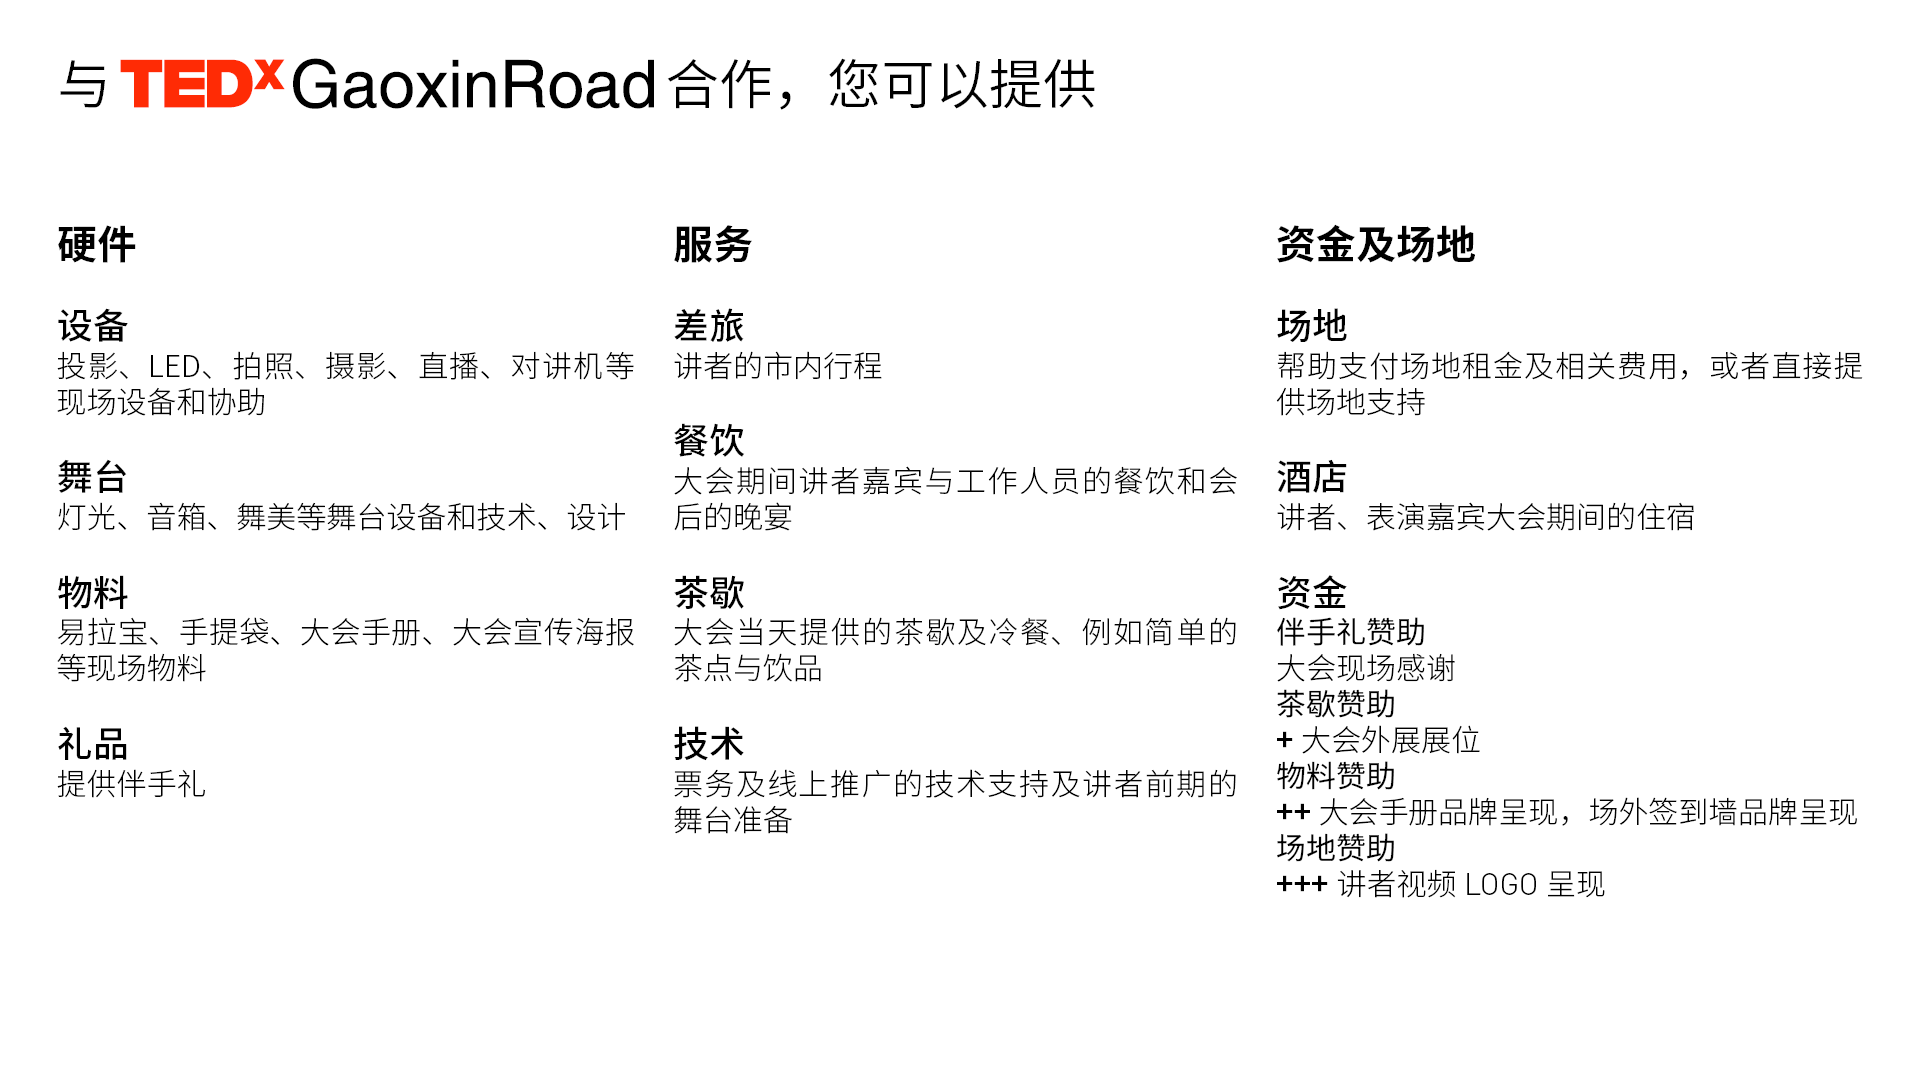 与 TEDxGaoxinRoad 合作，您可以提供
硬件
设备
投影、LED、拍照、摄影、直播、对讲机等
现场设备和协助
舞台
灯光、音箱、舞美等舞台设备和技术、设计
物料
易拉宝、手提袋、大会手册、大会宣传海报
等现场物料
礼品
提供伴手礼
服务
差旅
讲者的市内行程
餐饮
大会期间讲者嘉宾与工作人员的餐饮和会
后的晚宴
茶歇
大会当天提供的茶歇及冷餐、例如简单的
茶点与饮品
技术
票务及线上推广的技术支持及讲者前期的
舞台准备
资金及场地
场地
帮助支付场地租金及相关费用，或者直接提
供场地支持
酒店
讲者、表演嘉宾大会期间的住宿
资金
伴手礼赞助
大会现场感谢
茶歇赞助
+ 大会外展展位
物料赞助
++ 大会手册品牌呈现，场外签到墙品牌呈现
场地赞助
+++ 讲者视频 LOGO 呈现